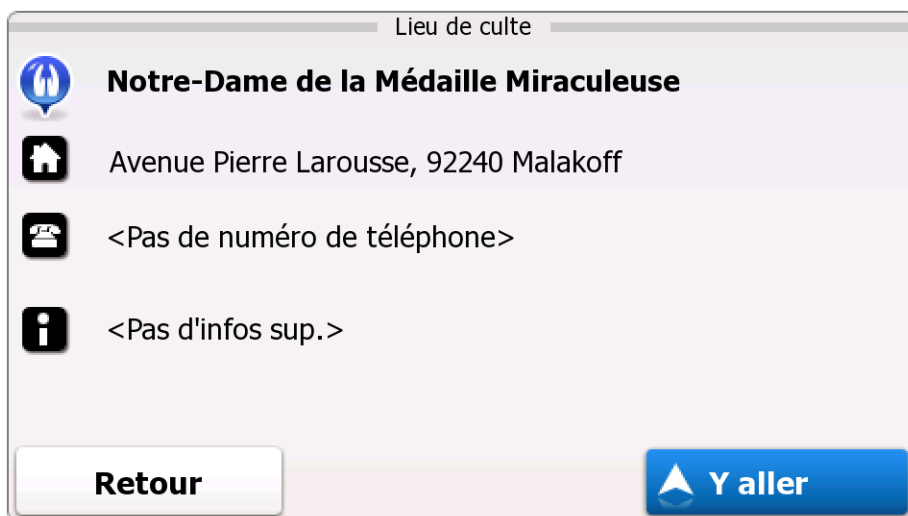 Lieu de culte
Notre-Dame de la Médaille Miraculeuse
Avenue Pierre Larousse, 92240 Malakoff
<Pas de numéro de téléphone>
<Pas d'infos sup.>
Retour
Y aller